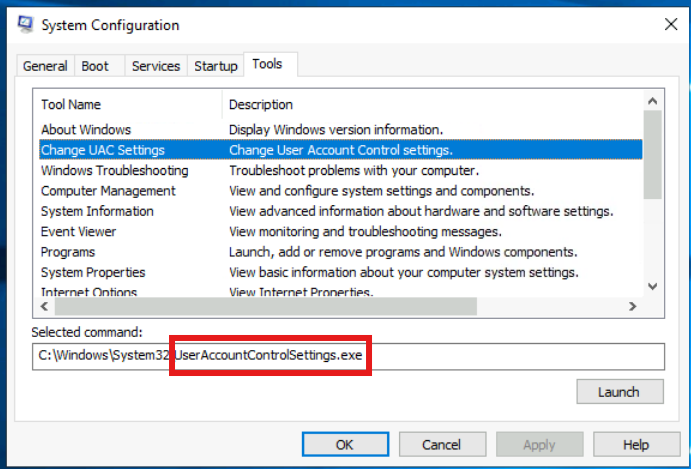 System Configuration
General Boot Services Startup Tools
Tool Name Description
About Windows Display Windows version information.
Change UAC Settings Change User Account Control settings.
Windows Troubleshooting Troubleshoot problems with your computer.
Computer Management View and configure system settings and components.
System Information View advanced information about hardware and software settings.
Event Viewer View monitoring and troubleshooting messages.
Programs Launch, add or remove programs and Windows components.
System Properties View basic information about your computer system settings.
Internet Options View Internet Properties.
Selected command:
C:\Windows\System32\UserAccountControlSettings.exe
Launch
OK Cancel Apply Help